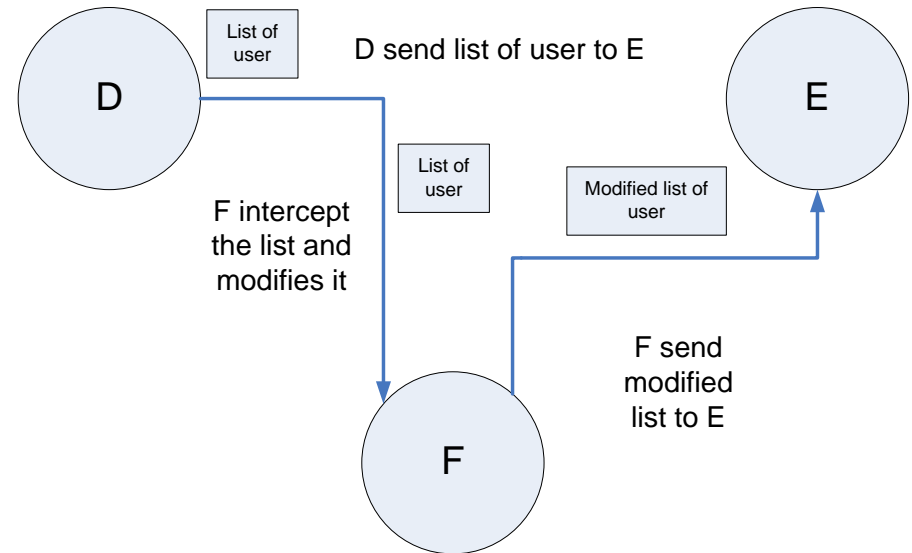 List of
user
D send list of user to E
D
E
List of
user
Modified list of
user
F intercept
the list and
modifies it
F send
modified
list to E
F